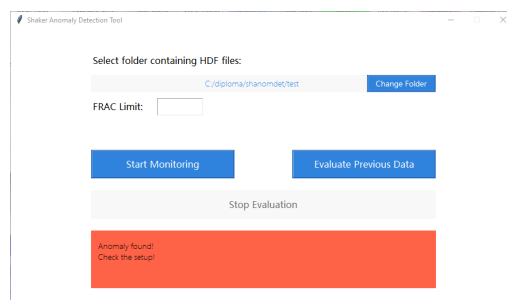 Shaker Anomaly Detection Tool
Select folder containing HDF files:
C:/diploma/shanomdet/test
Change Folder
FRAC Limit:
Start Monitoring
Evaluate Previous Data
Stop Evaluation
Anomaly found!
Check the setup!